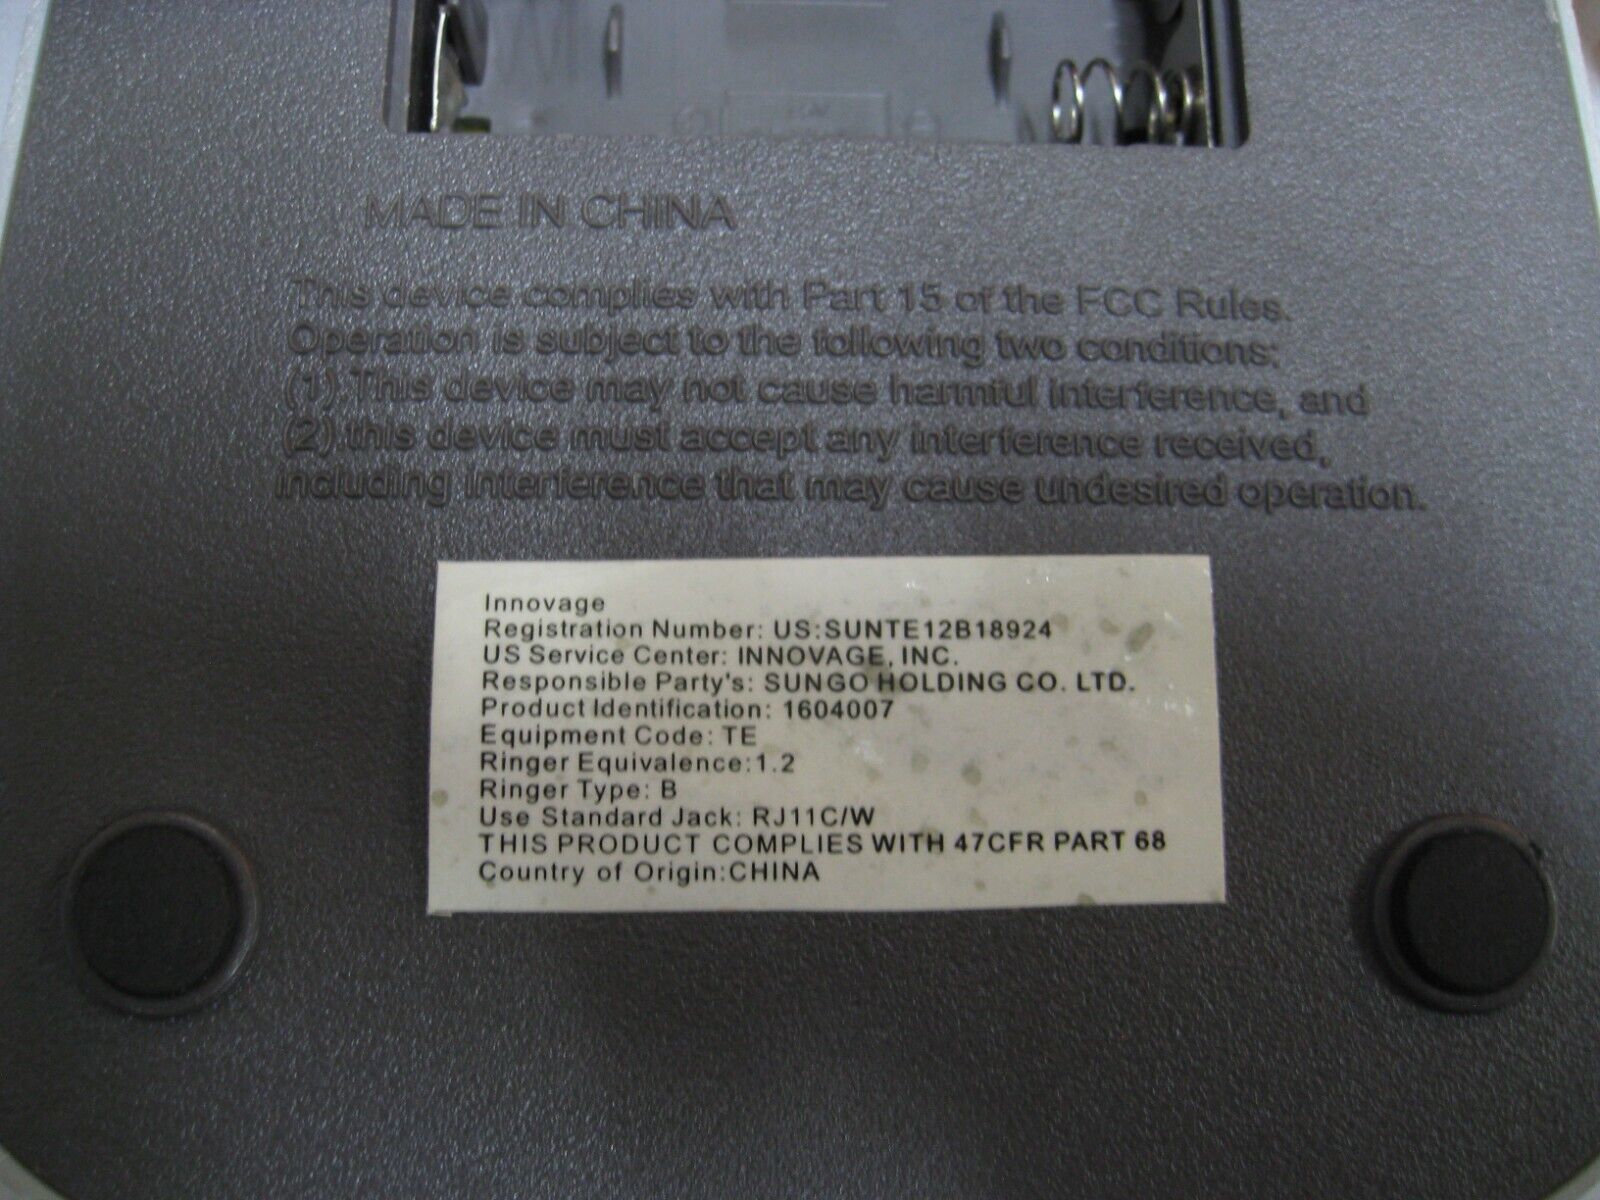 MADE IN CHINA
This device complies with Part 15 of the FCC Rules.
Operation is subject to the following two conditions:
(1).This device may not cause harmful interference, and
(2).this device must accept any interference received,
including interference that may cause undesired operation.
Innovage
Registration Number: US:SUNTE12B18924
US Service Center: INNOVAGE, INC.
Responsible Party's: SUNGO HOLDING CO. LTD.
Product Identification: 1604007
Equipment Code: TE
Ringer Equivalence:1.2
Ringer Type: B
Use Standard Jack: RJ11C/W
THIS PRODUCT COMPLIES WITH 47CFR PART 68
Country of Origin:CHINA